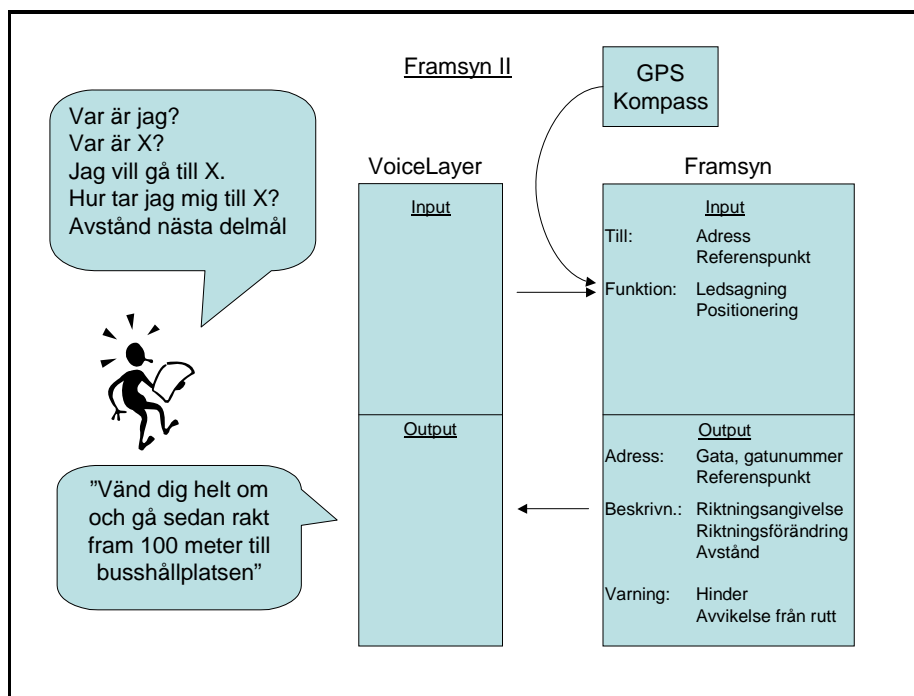 Framsyn II
GPS
Kompass
Var är jag?
Var är X?
Jag vill gå till X.
Hur tar jag mig till X?
Avstånd nästa delmål
VoiceLayer
Input
Output
Framsyn
Input
Till: Adress
Referenspunkt
Funktion: Ledsagning
Positionering
Output
Adress: Gata, gatunummer
Referenspunkt
Beskrivn.: Riktningsangivelse
Riktningsförändring
Avstånd
Varning: Hinder
Avvikelse från rutt
”Vänd dig helt om
och gå sedan rakt
fram 100 meter till
busshållplatsen”